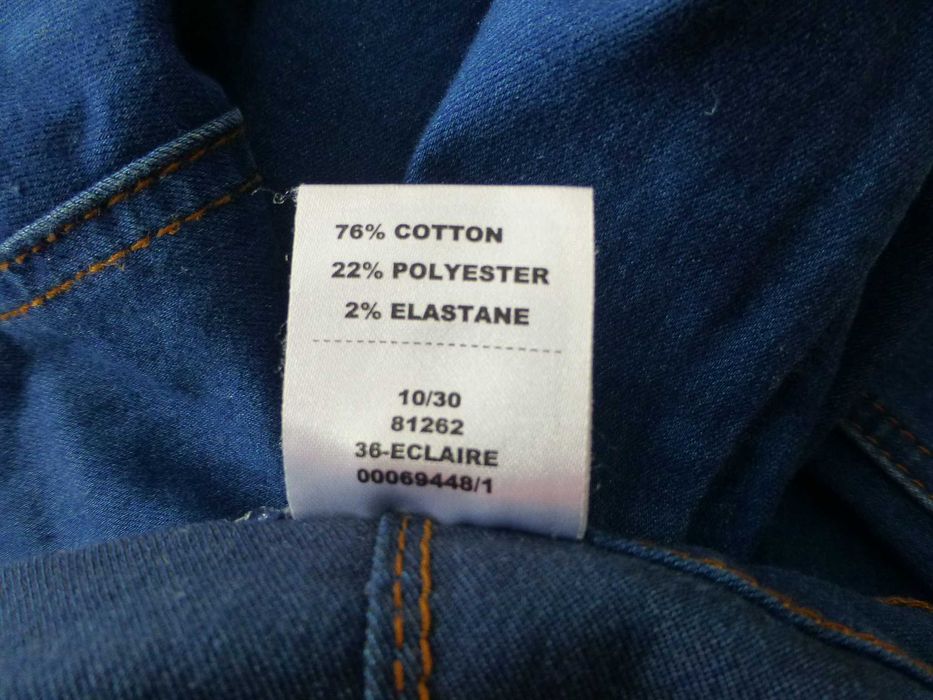 76% COTTON
22% POLYESTER
2% ELASTANE
10/30
81262
36-ECLAIRE
00069448/1